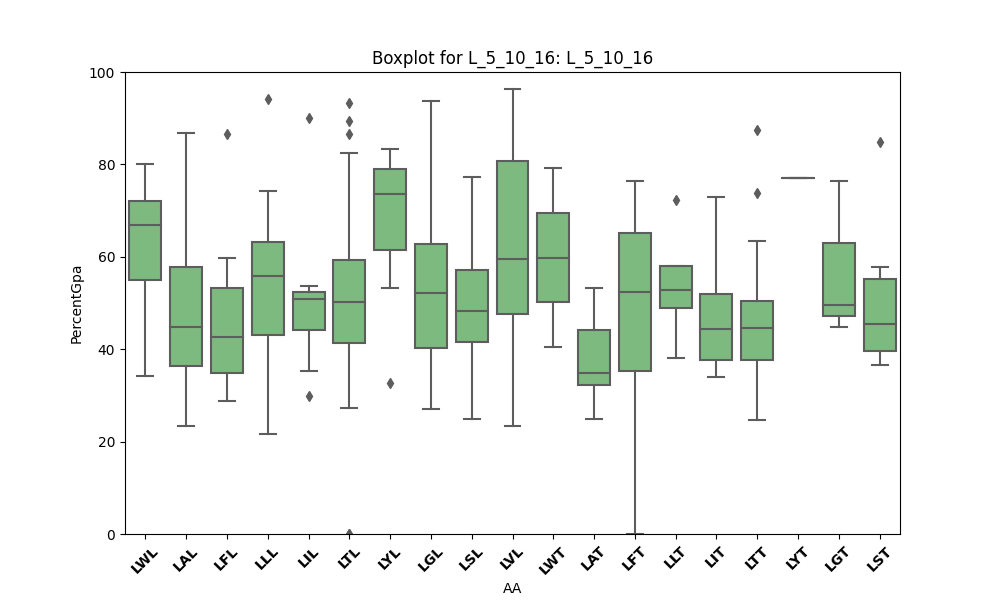 Boxplot for L_5_10_16: L_5_10_16
100
80
60
40
20
0
PercentGpa
LWL LAL LFL LLL LIL LTL LYL LGL LSL LVL LWT LAT LFT LLT LIT LTT LYT LGT LST
AA